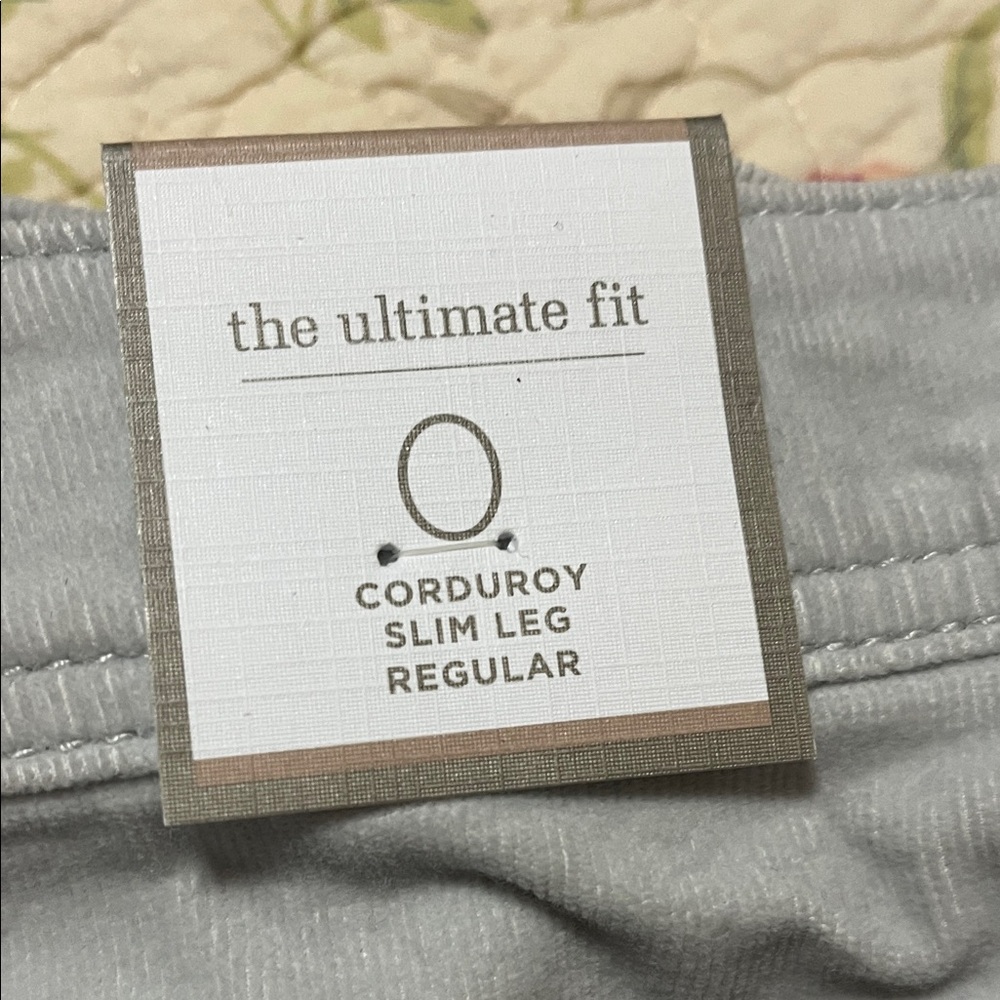 the ultimate fit
0
CORDUROY
SLIM LEG
REGULAR